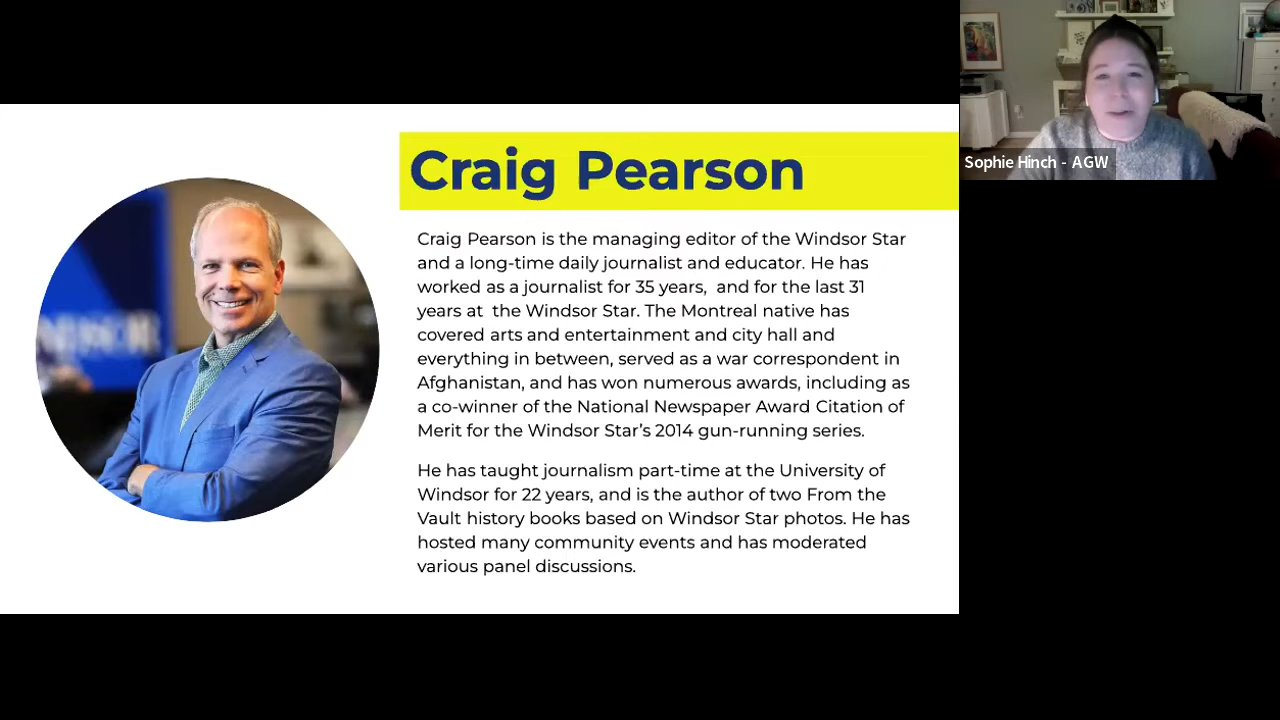 Craig Pearson
Craig Pearson is the managing editor of the Windsor Star
and a long-time daily journalist and educator. He has
worked as a journalist for 35 years,  and for the last 31
years at  the Windsor Star. The Montreal native has
covered arts and entertainment and city hall and
everything in between, served as a war correspondent in
Afghanistan, and has won numerous awards, including as
a co-winner of the National Newspaper Award Citation of
Merit for the Windsor Star’s 2014 gun-running series.
He has taught journalism part-time at the University of
Windsor for 22 years, and is the author of two From the
Vault history books based on Windsor Star photos. He has
hosted many community events and has moderated
various panel discussions.
Sophie Hinch - AGW